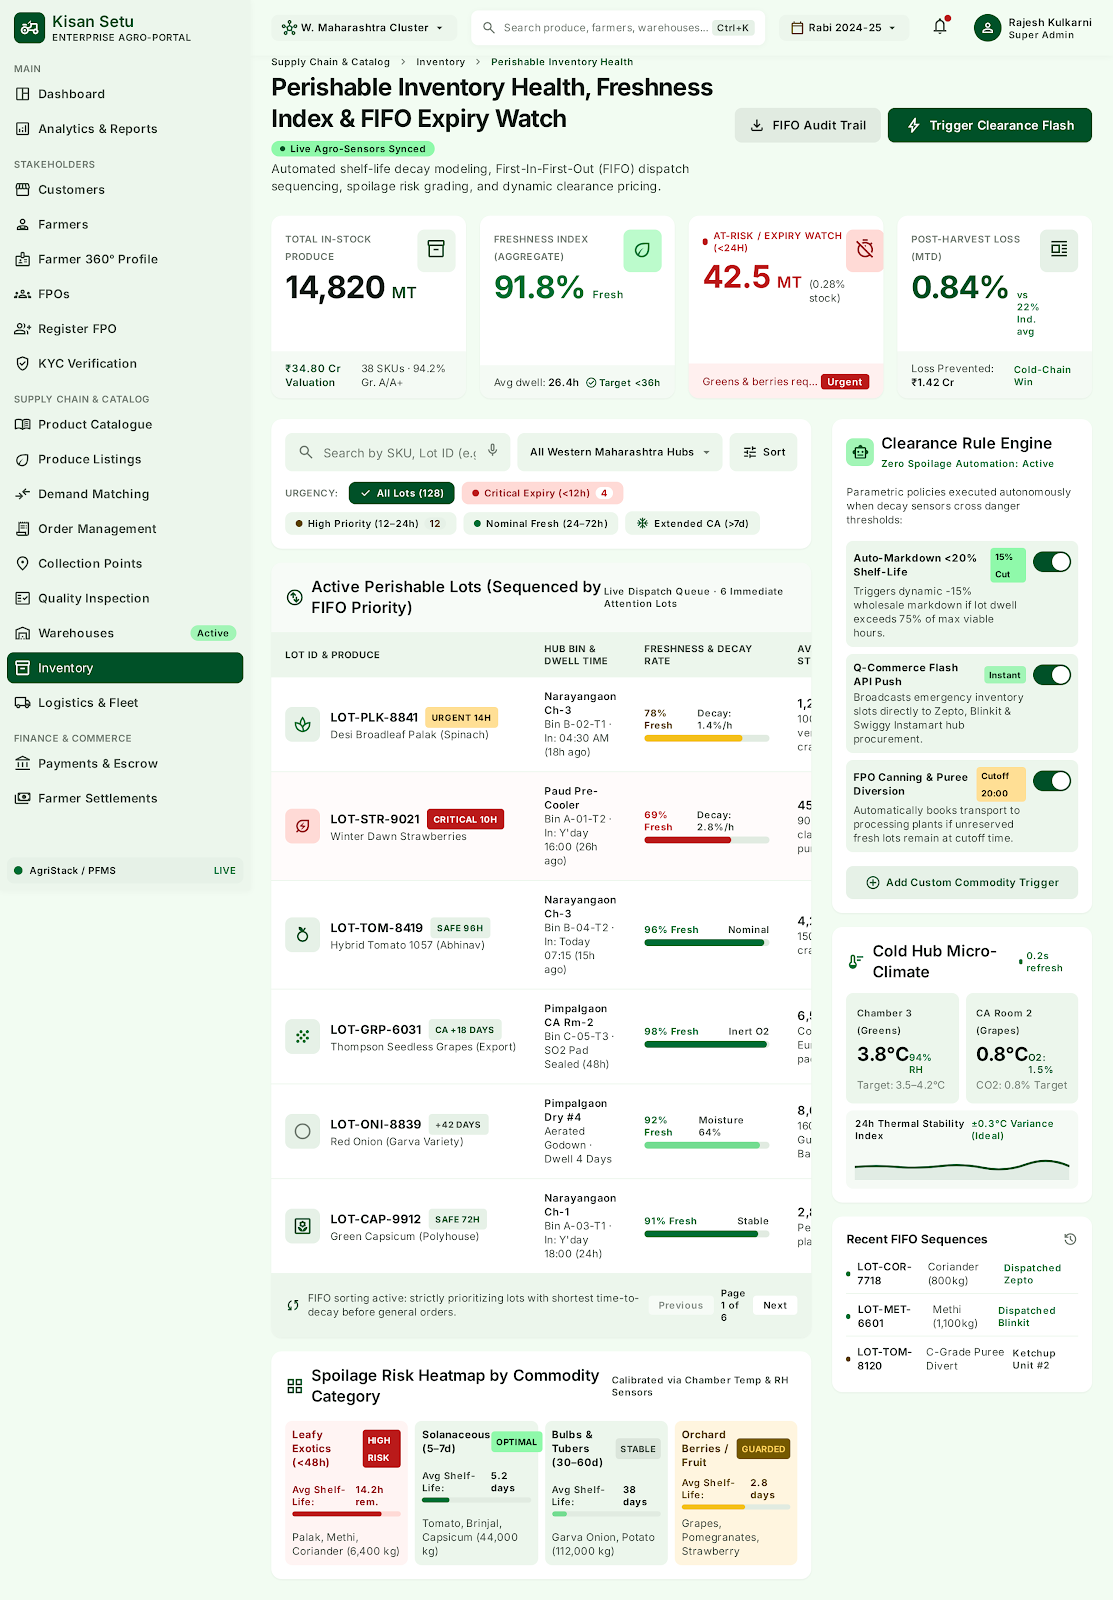 Kisan Setu
ENTERPRISE AGRO-PORTAL
MAIN
Dashboard
Analytics & Reports
STAKEHOLDERS
Customers
Farmers
Farmer 360° Profile
FPOs
Register FPO
KYC Verification
SUPPLY CHAIN & CATALOG
Product Catalogue
Produce Listings
Demand Matching
Order Management
Collection Points
Quality Inspection
Warehouses Active
Inventory
Logistics & Fleet
FINANCE & COMMERCE
Payments & Escrow
Farmer Settlements
AgriStack / PFMS LIVE
W. Maharashtra Cluster
Search produce, farmers, warehouses... Ctrl+K
Rabi 2024-25
Rajesh Kulkarni
Super Admin
Supply Chain & Catalog > Inventory > Perishable Inventory Health
Perishable Inventory Health, Freshness
Index & FIFO Expiry Watch
Live Agro-Sensors Synced
Automated shelf-life decay modeling, First-In-First-Out (FIFO) dispatch
sequencing, spoilage risk grading, and dynamic clearance pricing.
FIFO Audit Trail
Trigger Clearance Flash
TOTAL IN-STOCK
PRODUCE
14,820 MT
₹34.80 Cr
Valuation
38 SKUs · 94.2%
Gr. A/A+
FRESHNESS INDEX
(AGGREGATE)
91.8% Fresh
Avg dwell: 26.4h Target <36h
AT-RISK / EXPIRY WATCH
(<24H)
42.5 MT (0.28%
stock)
Greens & berries req... Urgent
POST-HARVEST LOSS
(MTD)
0.84% vs
22%
Ind.
avg
Loss Prevented:
₹1.42 Cr
Cold-Chain
Win
Search by SKU, Lot ID (e.g
All Western Maharashtra Hubs
Sort
URGENCY: All Lots (128) Critical Expiry (<12h) 4
High Priority (12–24h) 12 Nominal Fresh (24–72h) Extended CA (>7d)
Active Perishable Lots (Sequenced by
FIFO Priority)
Live Dispatch Queue · 6 Immediate
Attention Lots
LOT ID & PRODUCE
HUB BIN &
DWELL TIME
FRESHNESS & DECAY
RATE
AV
ST
LOT-PLK-8841 URGENT 14H
Desi Broadleaf Palak (Spinach)
Narayangaon
Ch-3
Bin B-02-T1 ·
In: 04:30 AM
(18h ago)
78%
Fresh
Decay:
1.4%/h
1,2
100
ver
cra
LOT-STR-9021 CRITICAL 10H
Winter Dawn Strawberries
Paud Pre-
Cooler
Bin A-01-T2 ·
In: Y'day
16:00 (26h
ago)
69%
Fresh
Decay:
2.8%/h
45
90
cla
pu
LOT-TOM-8419 SAFE 96H
Hybrid Tomato 1057 (Abhinav)
Narayangaon
Ch-3
Bin B-04-T2 ·
In: Today
07:15 (15h
ago)
96% Fresh Nominal
4,
150
cra
LOT-GRP-6031 CA +18 DAYS
Thompson Seedless Grapes (Export)
Pimpalgaon
CA Rm-2
Bin C-05-T3 ·
SO2 Pad
Sealed (48h)
98% Fresh Inert O2
6,
Co
Eu
pa
LOT-ONI-8839 +42 DAYS
Red Onion (Garva Variety)
Pimpalgaon
Dry #4
Aerated
Godown ·
Dwell 4 Days
92%
Fresh
Moisture
64%
8,
160
Gu
Ba
LOT-CAP-9912 SAFE 72H
Green Capsicum (Polyhouse)
Narayangaon
Ch-1
Bin A-03-T1 ·
In: Y'day
18:00 (24h)
91% Fresh Stable
2,
Pe
pla
FIFO sorting active: strictly prioritizing lots with shortest time-to-
decay before general orders.
Previous
Page
1 of
6
Next
Spoilage Risk Heatmap by Commodity
Category
Calibrated via Chamber Temp & RH
Sensors
Leafy
Exotics
(<48h)
HIGH
RISK
Avg Shelf-
Life:
14.2h
rem.
Palak, Methi,
Coriander (6,400 kg)
Solanaceous
(5–7d)
OPTIMAL
Avg Shelf-
Life:
5.2
days
Tomato, Brinjal,
Capsicum (44,000
kg)
Bulbs &
Tubers
(30–60d)
STABLE
Avg Shelf-
Life:
38
days
Garva Onion, Potato
(112,000 kg)
Orchard
Berries /
Fruit
GUARDED
Avg Shelf-
Life:
2.8
days
Grapes,
Pomegranates,
Strawberry
Clearance Rule Engine
Zero Spoilage Automation: Active
Parametric policies executed autonomously
when decay sensors cross danger
thresholds:
Auto-Markdown <20%
Shelf-Life
15%
Cut
Triggers dynamic -15%
wholesale markdown if lot dwell
exceeds 75% of max viable
hours.
Q-Commerce Flash
API Push
Instant
Broadcasts emergency inventory
slots directly to Zepto, Blinkit &
Swiggy Instamart hub
procurement.
FPO Canning & Puree
Diversion
Cutoff
20:00
Automatically books transport to
processing plants if unreserved
fresh lots remain at cutoff time.
Add Custom Commodity Trigger
Cold Hub Micro-
Climate
0.2s
refresh
Chamber 3
(Greens)
3.8°C 94%
RH
Target: 3.5–4.2°C
CA Room 2
(Grapes)
0.8°C O2:
1.5%
CO2: 0.8% Target
24h Thermal Stability
Index
±0.3°C Variance
(Ideal)
Recent FIFO Sequences
LOT-COR-
7718
Coriander
(800kg)
Dispatched
Zepto
LOT-MET-
6601
Methi
(1,100kg)
Dispatched
Blinkit
LOT-TOM-
8120
C-Grade Puree
Divert
Ketchup
Unit #2